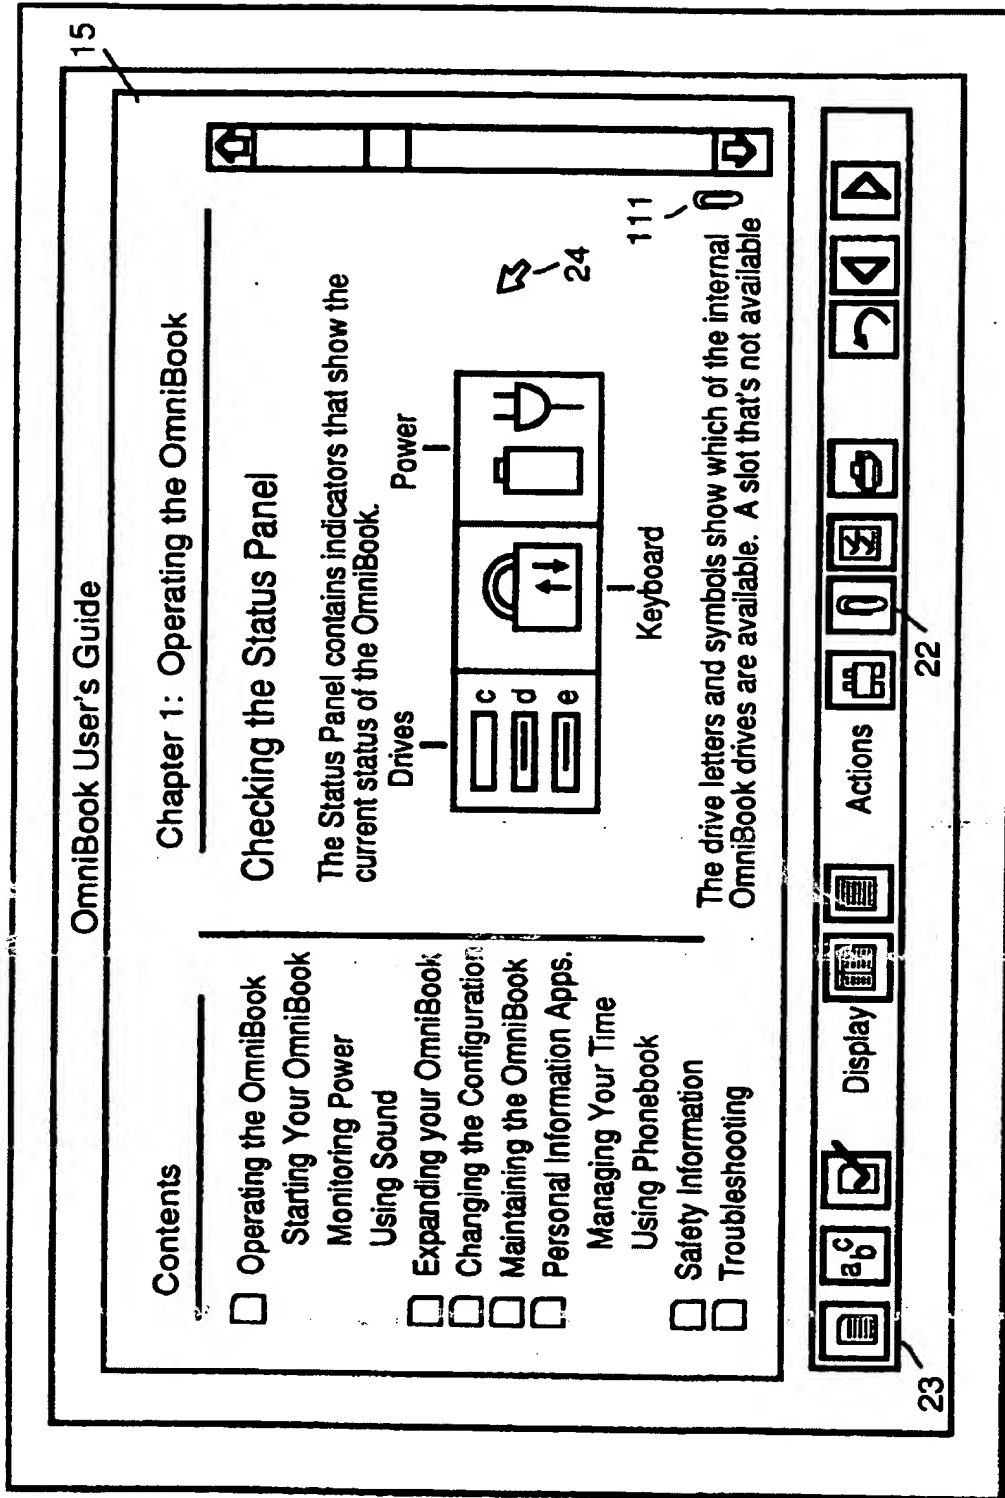 15
OmniBook User's Guide
Contents
Operating the OmniBook
Starting Your OmniBook
Monitoring Power
Using Sound
Expanding your OmniBook
Changing the Configuration
Maintaining the OmniBook
Personal Information Apps.
Managing Your Time
Using Phonebook
Safety Information
Troubleshooting
Chapter 1: Operating the OmniBook
Checking the Status Panel
The Status Panel contains indicators that show the
current status of the OmniBook.
Drives
Power
c
d
e
Keyboard
24
111
The drive letters and symbols show which of the internal
OmniBook drives are available. A slot that's not available
abc
Display
Actions
23
22